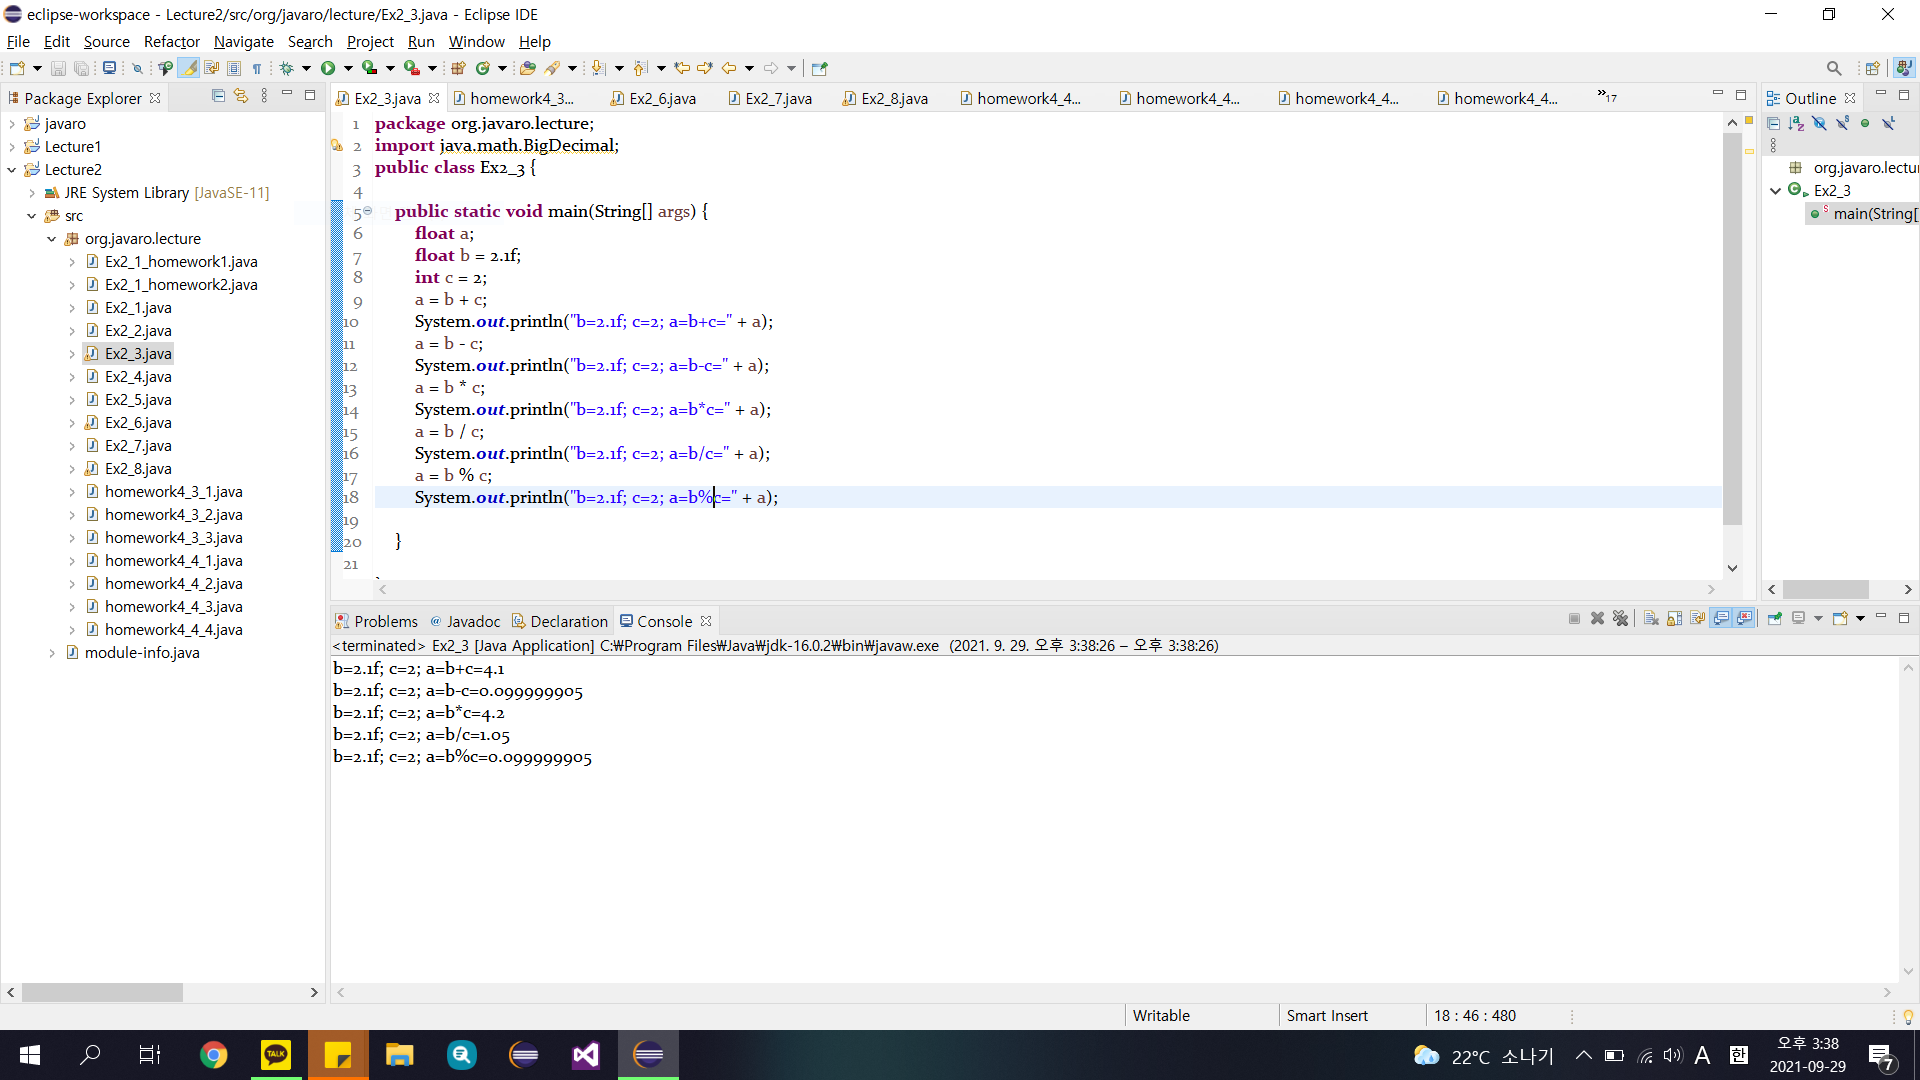 eclipse-workspace - Lecture2/src/org/javaro/lecture/Ex2_3.java - Eclipse IDE
File Edit Source Refactor Navigate Search Project Run Window Help
Package Explorer
javaro
Lecture1
Lecture2
JRE System Library [JavaSE-11]
src
org.javaro.lecture
Ex2_1_homework1.java
Ex2_1_homework2.java
Ex2_1.java
Ex2_2.java
Ex2_3.java
Ex2_4.java
Ex2_5.java
Ex2_6.java
Ex2_7.java
Ex2_8.java
homework4_3_1.java
homework4_3_2.java
homework4_3_3.java
homework4_4_1.java
homework4_4_2.java
homework4_4_3.java
homework4_4_4.java
module-info.java
Ex2_3.java homework4_3... Ex2_6.java Ex2_7.java Ex2_8.java homework4_4... homework4_4... homework4_4... homework4_4... »17
1 package org.javaro.lecture;
2 import java.math.BigDecimal;
3 public class Ex2_3 {
4
5 public static void main(String[] args) {
6 float a;
7 float b = 2.1f;
8 int c = 2;
9 a = b + c;
10 System.out.println("b=2.1f; c=2; a=b+c=" + a);
11 a = b - c;
12 System.out.println("b=2.1f; c=2; a=b-c=" + a);
13 a = b * c;
14 System.out.println("b=2.1f; c=2; a=b*c=" + a);
15 a = b / c;
16 System.out.println("b=2.1f; c=2; a=b/c=" + a);
17 a = b % c;
18 System.out.println("b=2.1f; c=2; a=b%c=" + a);
19
20 }
21
Outline
org.javaro.lectu
Ex2_3
main(String[
Problems Javadoc Declaration Console
<terminated> Ex2_3 [Java Application] C:₩Program Files₩Java₩jdk-16.0.2₩bin₩javaw.exe (2021. 9. 29. 오후 3:38:26 – 오후 3:38:26)
b=2.1f; c=2; a=b+c=4.1
b=2.1f; c=2; a=b-c=0.099999905
b=2.1f; c=2; a=b*c=4.2
b=2.1f; c=2; a=b/c=1.05
b=2.1f; c=2; a=b%c=0.099999905
Writable Smart Insert 18 : 46 : 480
TALK
22°C 소나기 A 한 오후 3:38
2021-09-29
7